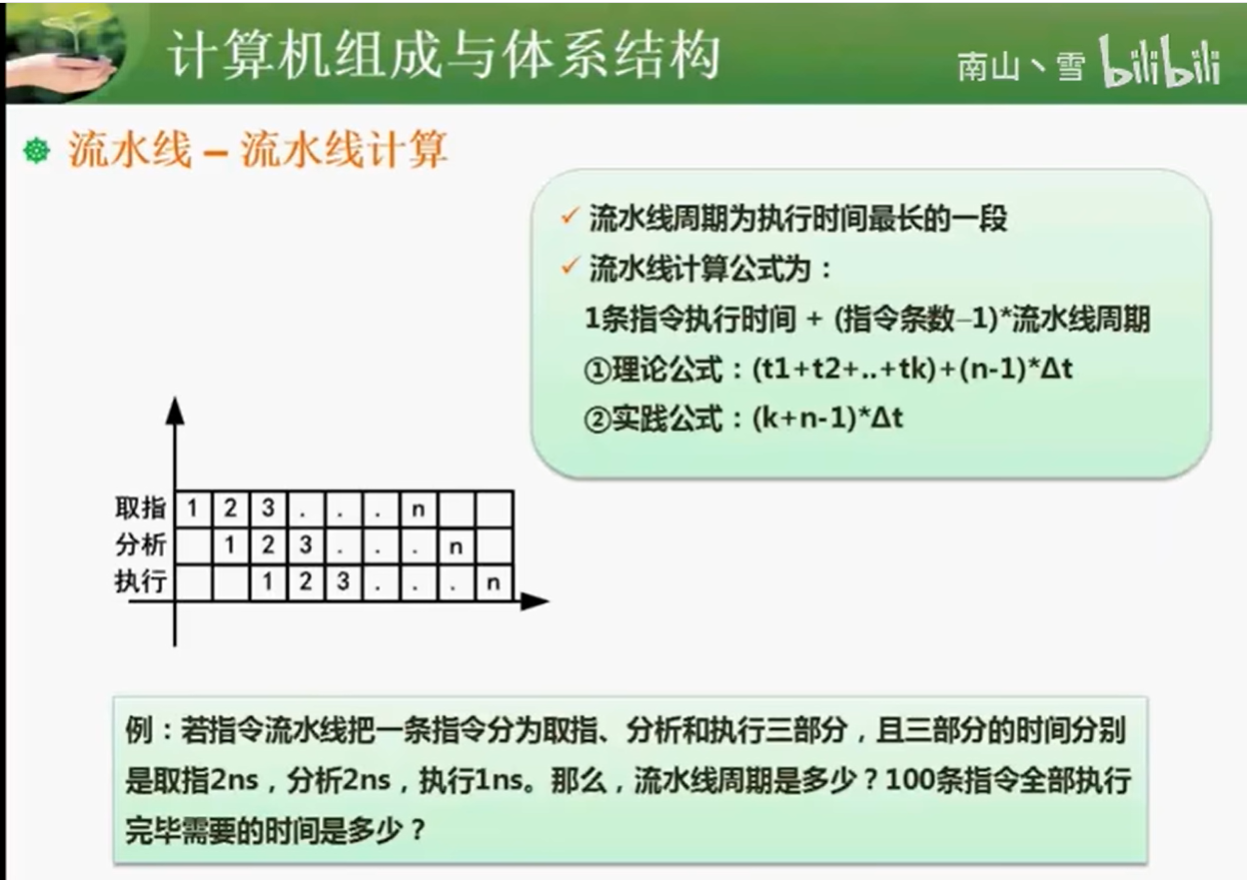 计算机组成与体系结构
南山丶雪 bilibili
流水线 – 流水线计算
✓ 流水线周期为执行时间最长的一段
✓ 流水线计算公式为：
1条指令执行时间 + (指令条数–1)*流水线周期
①理论公式：(t1+t2+..+tk)+(n-1)*Δt
②实践公式：(k+n-1)*Δt
取指 1 2 3 . . . n
分析 1 2 3 . . . n
执行 1 2 3 . . . n
例：若指令流水线把一条指令分为取指、分析和执行三部分，且三部分的时间分别
是取指2ns，分析2ns，执行1ns。那么，流水线周期是多少？100条指令全部执行
完毕需要的时间是多少？